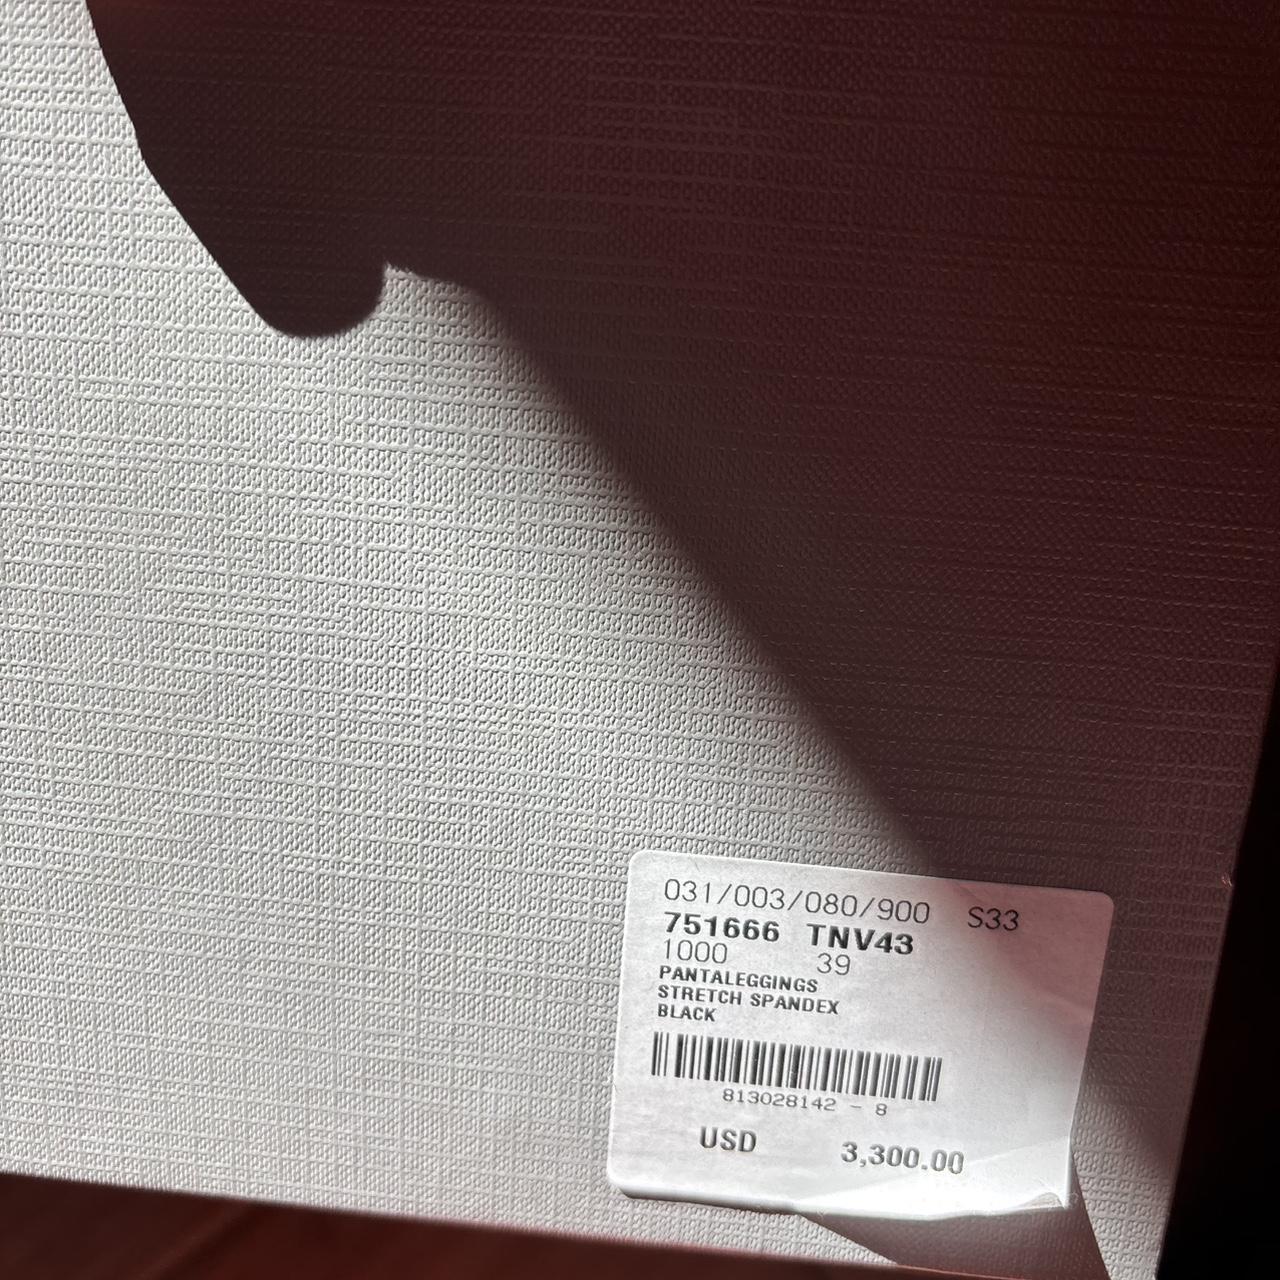 031/003/080/900 S33
751666 TNV43
1000 39
PANTALEGGINGS
STRETCH SPANDEX
BLACK
813028142 - 8
USD 3,300.00